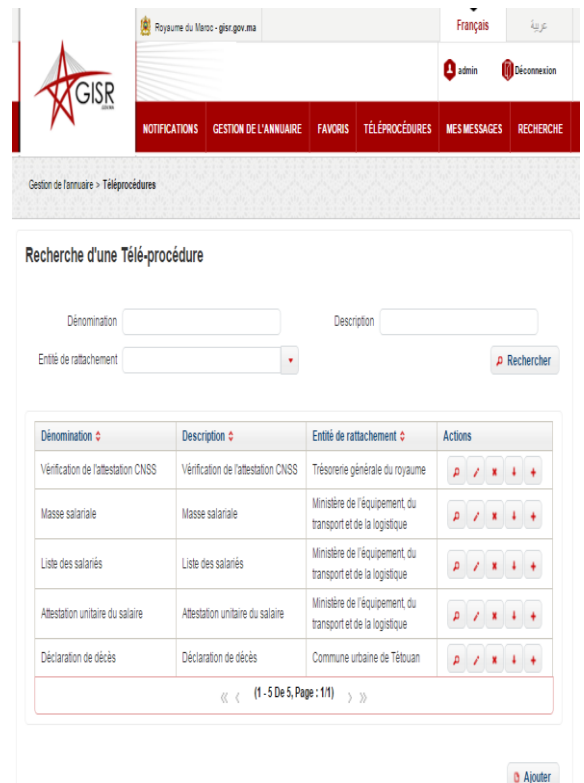 Royaume du Maroc - gisr.gov.ma
Français
عربية
GISR
admin
Déconnexion
NOTIFICATIONS GESTION DE L'ANNUAIRE FAVORIS TÉLÉPROCÉDURES MES MESSAGES RECHERCHE
Gestion de l'annuaire > Téléprocédures
Recherche d'une Télé-procédure
Dénomination
Description
Entité de rattachement
Rechercher
Dénomination Description Entité de rattachement Actions
Vérification de l'attestation CNSS Vérification de l'attestation CNSS Trésorerie générale du royaume
Masse salariale Masse salariale Ministère de l'équipement, du
transport et de la logistique
Liste des salariés Liste des salariés Ministère de l'équipement, du
transport et de la logistique
Attestation unitaire du salaire Attestation unitaire du salaire Ministère de l'équipement, du
transport et de la logistique
Déclaration de décès Déclaration de décès Commune urbaine de Tétouan
(1 - 5 De 5, Page : 1/1)
Ajouter